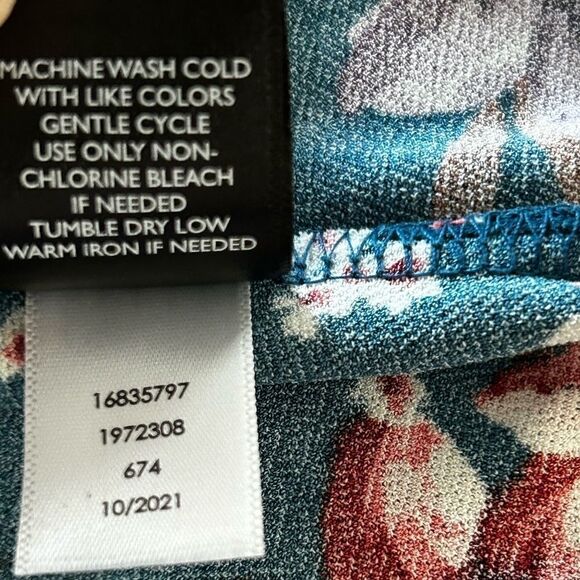 MACHINE WASH COLD
WITH LIKE COLORS
GENTLE CYCLE
USE ONLY NON-
CHLORINE BLEACH
IF NEEDED
TUMBLE DRY LOW
WARM IRON IF NEEDED
16835797
1972308
674
10/2021